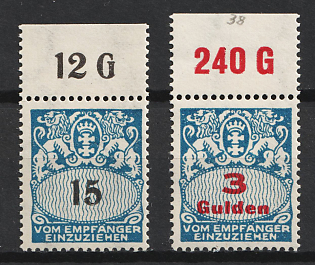 12 G
15
VOM EMPFÄNGER
EINZUZIEHEN
38
240 G
3
Gulden
VOM EMPFÄNGER
EINZUZIEHEN